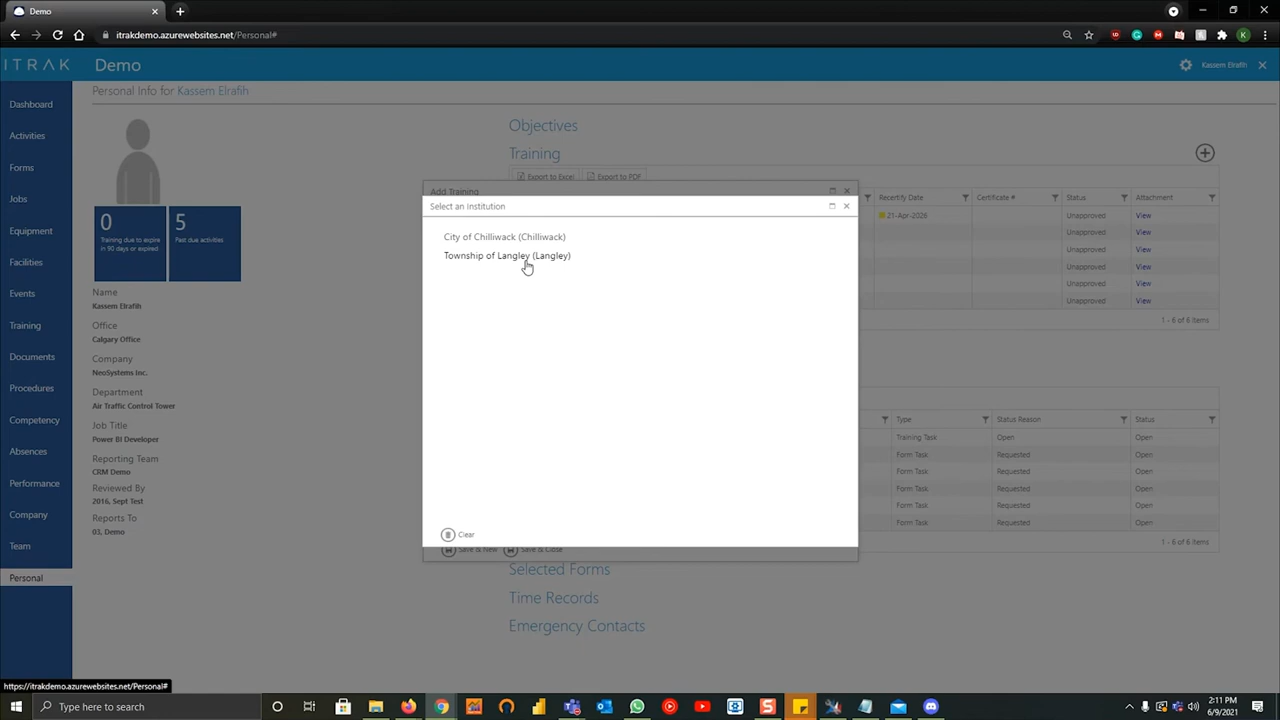 Demo
itrakdemo.azurewebsites.net/Personal#
ITRAK
Demo
Kassem Elrafih
Personal Info for Kassem Elrafih
Dashboard
Activities
Forms
Jobs
Equipment
Facilities
Events
Training
Documents
Procedures
Competency
Absences
Performance
Company
Team
Personal
0
Training due to expire in 90 days or expired
5
Past due activities
Name
Kassem Elrafih
Office
Calgary Office
Company
NeoSystems Inc.
Department
Air Traffic Control Tower
Job Title
Power BI Developer
Reporting Team
CRM Demo
Reviewed By
2016, Sept Test
Reports To
03, Demo
Objectives
Training
Export to Excel
Export to PDF
Recertify Date
Certificate #
Status
Attachment
21-Apr-2026
Unapproved
View
Unapproved
View
Unapproved
View
Unapproved
View
Unapproved
View
Unapproved
View
1 - 6 of 6 items
Add Training
Select an Institution
City of Chilliwack (Chilliwack)
Township of Langley (Langley)
Clear
Save & New
Save & Close
Type
Status Reason
Status
Training Task
Open
Open
Form Task
Requested
Open
Form Task
Requested
Open
Form Task
Requested
Open
Form Task
Requested
Open
Form Task
Requested
Open
1 - 6 of 6 items
Selected Forms
Time Records
Emergency Contacts
https://itrakdemo.azurewebsites.net/Personal#
Type here to search
2:11 PM
6/9/2021